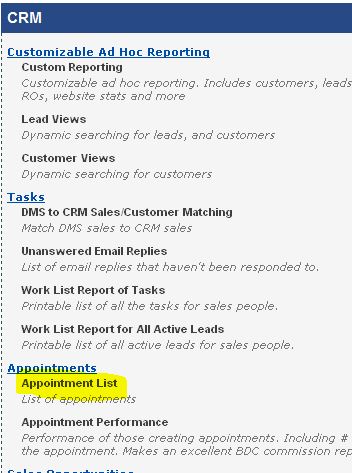 CRM
Customizable Ad Hoc Reporting
Custom Reporting
Customizable ad hoc reporting. Includes customers, leads
ROs, website stats and more
Lead Views
Dynamic searching for leads, and customers
Customer Views
Dynamic searching for customers
Tasks
DMS to CRM Sales/Customer Matching
Match DMS sales to CRM sales
Unanswered Email Replies
List of email replies that haven't been responded to.
Work List Report of Tasks
Printable list of all the tasks for sales people.
Work List Report for All Active Leads
Printable list of all active leads for sales people.
Appointments
Appointment List
List of appointments
Appointment Performance
Performance of those creating appointments. Including #
the appointment. Makes an excellent BDC commission rep
Sales Opportunities